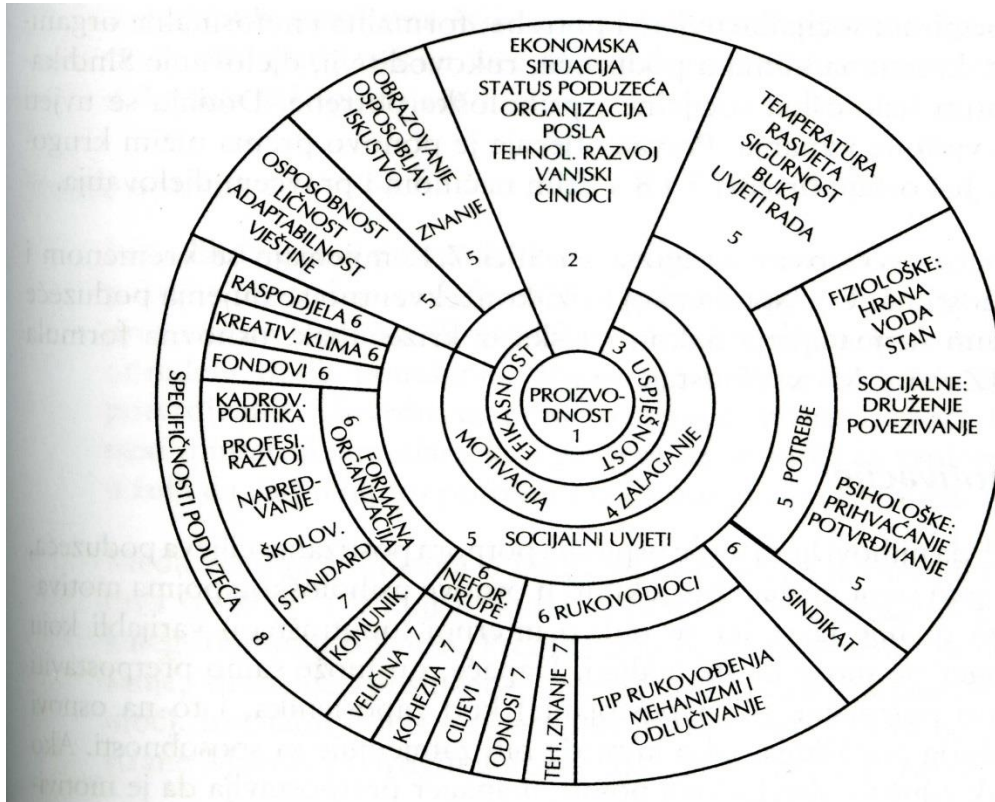 EKONOMSKA
SITUACIJA
STATUS PODUZEĆA
ORGANIZACIJA
POSLA
TEHNOL. RAZVOJ
VANJSKI
ČINIOCI
2
TEMPERATURA
RASVJETA
SIGURNOST
BUKA
UVJETI RADA
5
FIZIOLOŠKE:
HRANA
VODA
STAN
SOCIJALNE:
DRUŽENJE
POVEZIVANJE
PSIHOLOŠKE:
PRIHVAĆANJE
POTVRĐIVANJE
5
5 POTREBE
SINDIKAT
6
6 RUKOVODIOCI
TIP RUKOVOĐENJA
MEHANIZMI I
ODLUČIVANJE
TEH. ZNANJE 7
ODNOSI 7
CILJEVI 7
KOHEZIJA 7
VELIČINA 7
6
NEFOR
GRUPE
KOMUNIK.
7
STANDARD
7
ŠKOLOV.
NAPRED-
VANJE
PROFESI.
RAZVOJ
KADROV.
POLITIKA
FORMALNA
ORGANIZACIJA
6
FONDOVI 6
KREATIV. KLIMA 6
RASPODJELA 6
SPECIFIČNOSTI PODUZEĆA 8
OSPOSOBNOST
LIČNOST
ADAPTABILNOST
VJEŠTINE
5
OBRAZOVANJE
OSPOSOBLJAV.
ISKUSTVO
ZNANJE
5
5 SOCIJALNI UVJETI
MOTIVACIJA
4 ZALAGANJE
EFIKASNOST
3 USPJEŠNOST
PROIZVO-
DNOST
1